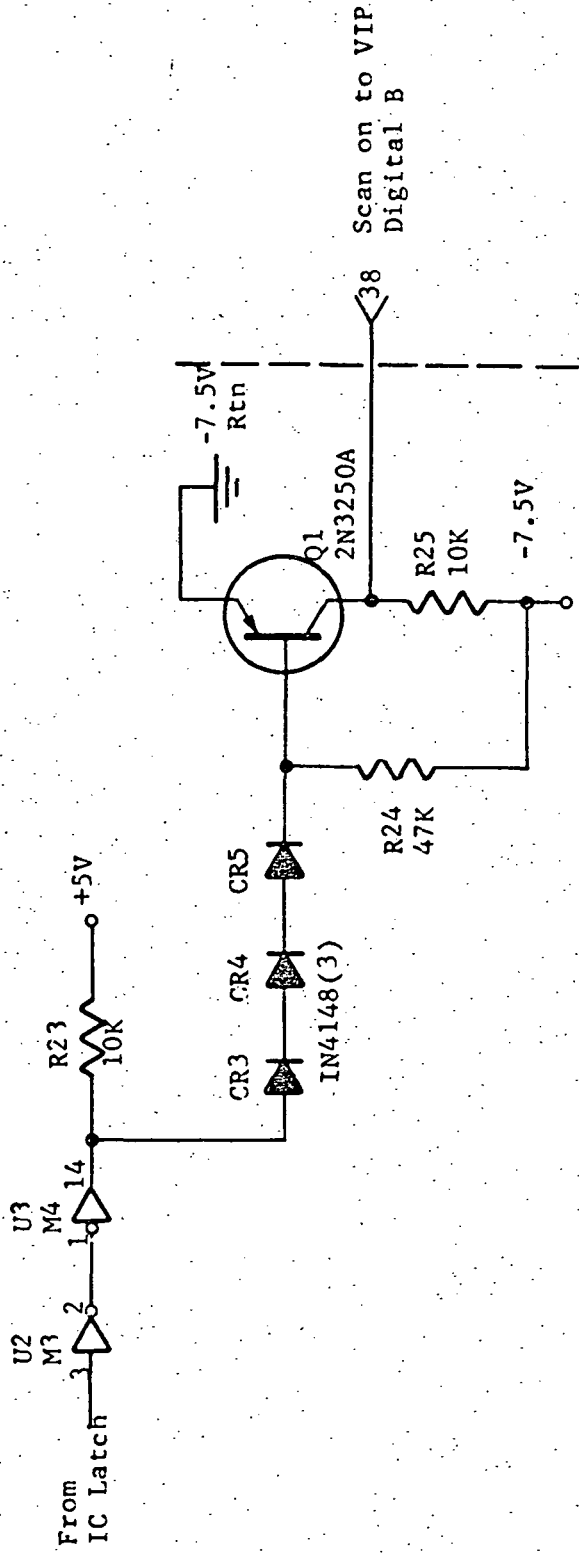 From
IC Latch
3
U2
M3
2
1
U3
M4
14
R23
10K
+5V
CR3
CR4
CR5
IN4148(3)
R24
47K
-7.5V
Rtn
Q1
2N3250A
R25
10K
-7.5V
38
Scan on to VIP
Digital B